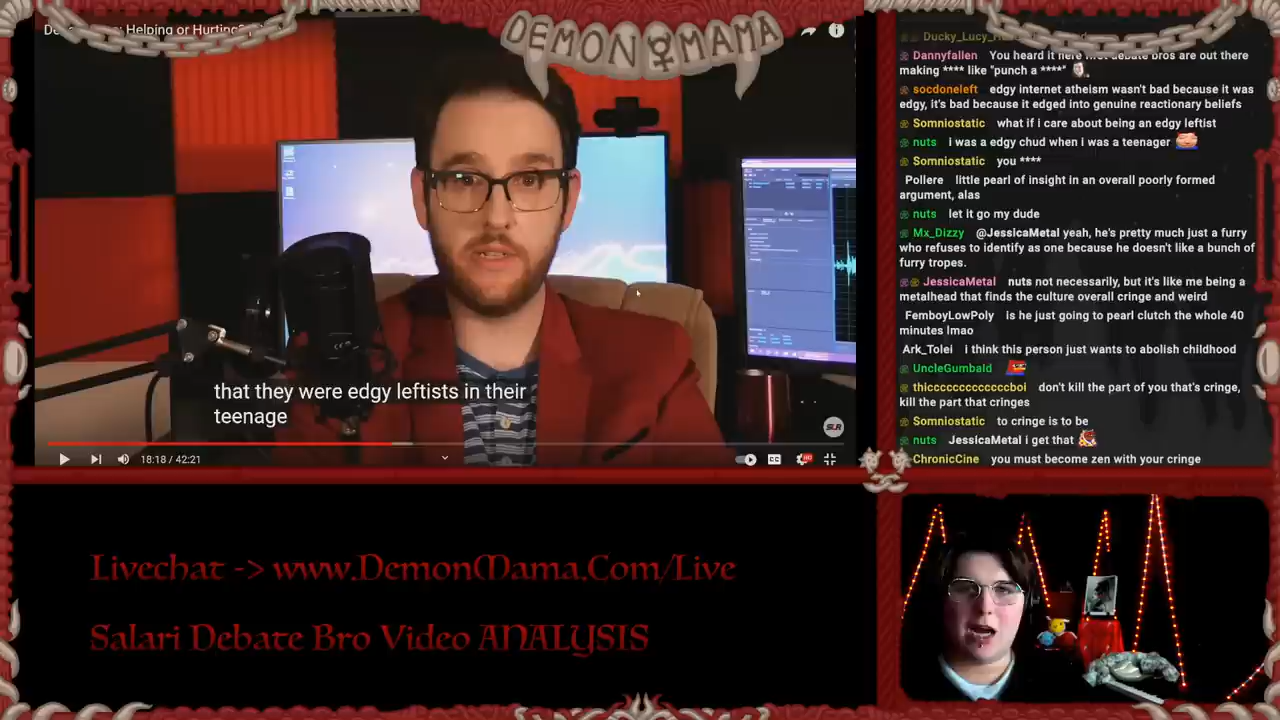 Helping or Hurting?
DEMON MAMA
that they were edgy leftists in their
teenage
SLR
18:18 / 42:21
CC
HD
Dannyfallen You heard it here
debate bros are out there
making **** like "punch a ****"
socdoneleft edgy internet atheism wasn't bad because it was
edgy, it's bad because it edged into genuine reactionary beliefs
Somniostatic what if i care about being an edgy leftist
nuts i was a edgy chud when i was a teenager
Somniostatic you ****
Pollere little pearl of insight in an overal poorly formed
argument, alas
nuts let it go my dude
Mx_Dizzy @JessicaMetal yeah, he's pretty much just a furry
who refuses to identify as one because he doesn't like a bunch of
furry tropes.
JessicaMetal nuts not necessarily, but it's like me being a
metalhead that finds the culture overall cringe and weird
FemboyLowPoly is he just going to pearl clutch the whole 40
minutes lmao
Ark_Tolei i think this person just wants to abolish childhood
UncleGumbald
thicccccccccccccboi don't kill the part of you that's cringe,
kill the part that cringes
Somniostatic to cringe is to be
nuts JessicaMetal i get that
ChronicCine you must become zen with your cringe
Livechat -> www.DemonMama.Com/Live
Salari Debate Bro Video ANALYSIS